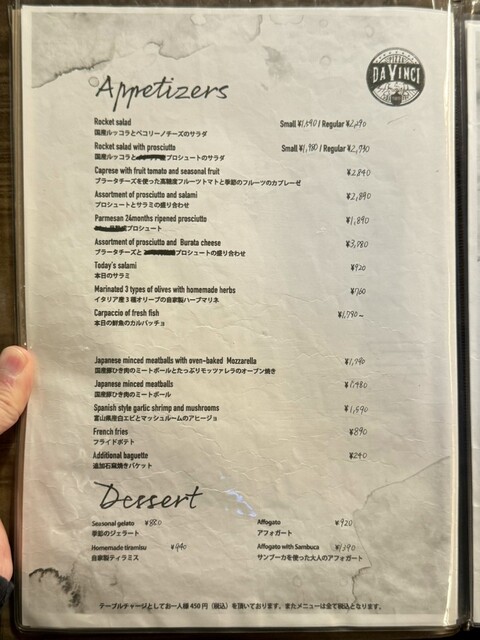 PIZZA
DAVINCI
Appetizers
Rocket salad Small ¥1,590 / Regular ¥2,290
国産ルッコラとペコリーノチーズのサラダ
Rocket salad with prosciutto Small ¥1,980 / Regular ¥2,730
国産ルッコラと プロシュートのサラダ
Caprese with fruit tomato and seasonal fruit ¥2,840
ブラータチーズを使った高糖度フルーツトマトと季節のフルーツのカプレーゼ
Assortment of prosciutto and salami ¥2,890
プロシュートとサラミの盛り合わせ
Parmesan 24months ripened prosciutto ¥1,890
プロシュート
Assortment of prosciutto and Burata cheese ¥3,080
ブラータチーズと プロシュートの盛り合わせ
Today's salami ¥920
本日のサラミ
Marinated 3 types of olives with homemade herbs ¥760
イタリア産3種オリーブの自家製ハーブマリネ
Carpaccio of fresh fish ¥1,790~
本日の鮮魚のカルパッチョ
Japanese minced meatballs with oven-baked Mozzarella ¥1,790
国産豚ひき肉のミートボールとたっぷりモッツァレラのオーブン焼き
Japanese minced meatballs ¥1,480
国産豚ひき肉のミートボール
Spanish style garlic shrimp and mushrooms ¥1,890
富山県産白エビとマッシュルームのアヒージョ
French fries ¥890
フライドポテト
Additional baguette ¥240
追加石窯焼きバケット
Dessert
Seasonal gelato ¥880
季節のジェラート
Affogato ¥920
アフォガート
Homemade tiramisu ¥990
自家製ティラミス
Affogato with Sambuca ¥1,390
サンブーカを使った大人のアフォガート
テーブルチャージとしてお一人様450円（税込）を頂いております。またメニューは全て税込となります。